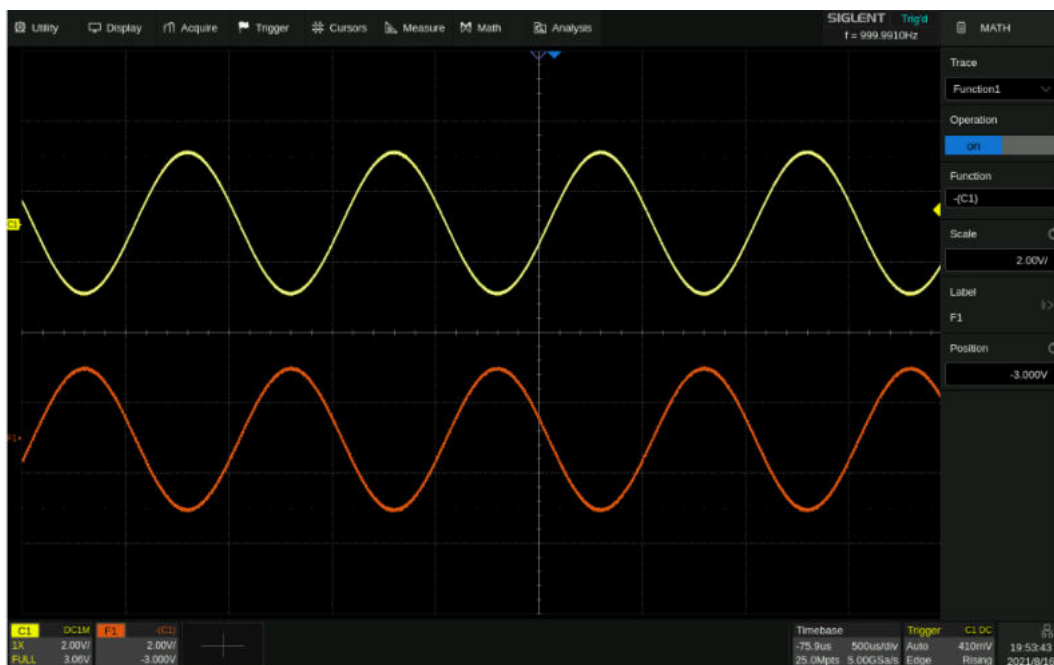 Utility Display Acquire Trigger Cursors Measure Math Analysis
SIGLENT Trig'd
f = 999.9910Hz
MATH
Trace
Function1
Operation
on
Function
-(C1)
Scale
2.00V/
Label
F1
Position
-3.000V
C1
F1
C1 DC1M
1X 2.00V/
FULL 3.06V
F1 -(C1)
2.00V/
-3.000V
Timebase
-75.9us 500us/div
25.0Mpts 5.00GSa/s
Trigger C1 DC
Auto 410mV
Edge Rising
19:53:43